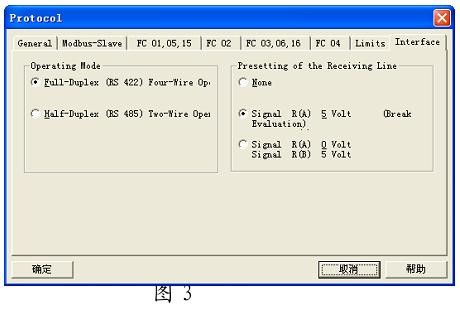 Protocol
General Modbus-Slave FC 01,05,15 FC 02 FC 03,06,16 FC 04 Limits Interface
Operating Mode
Full-Duplex (RS 422) Four-Wire Ope
Half-Duplex (RS 485) Two-Wire Oper
Presetting of the Receiving Line
None
Signal R(A) 5 Volt (Break
Evaluation)
Signal R(A) 0 Volt
Signal R(B) 5 Volt
确定 取消 帮助
图 3